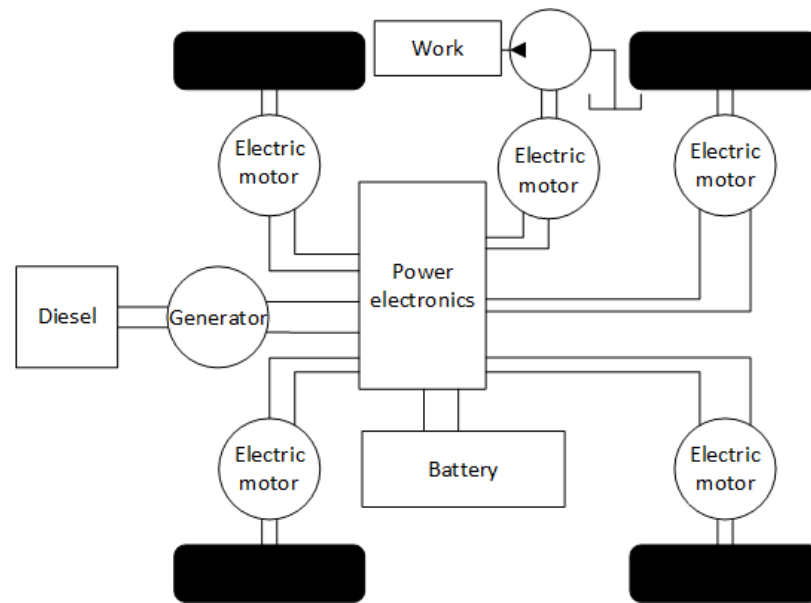 Work
Electric
motor
Electric
motor
Electric
motor
Power
electronics
Diesel
Generator
Electric
motor
Battery
Electric
motor